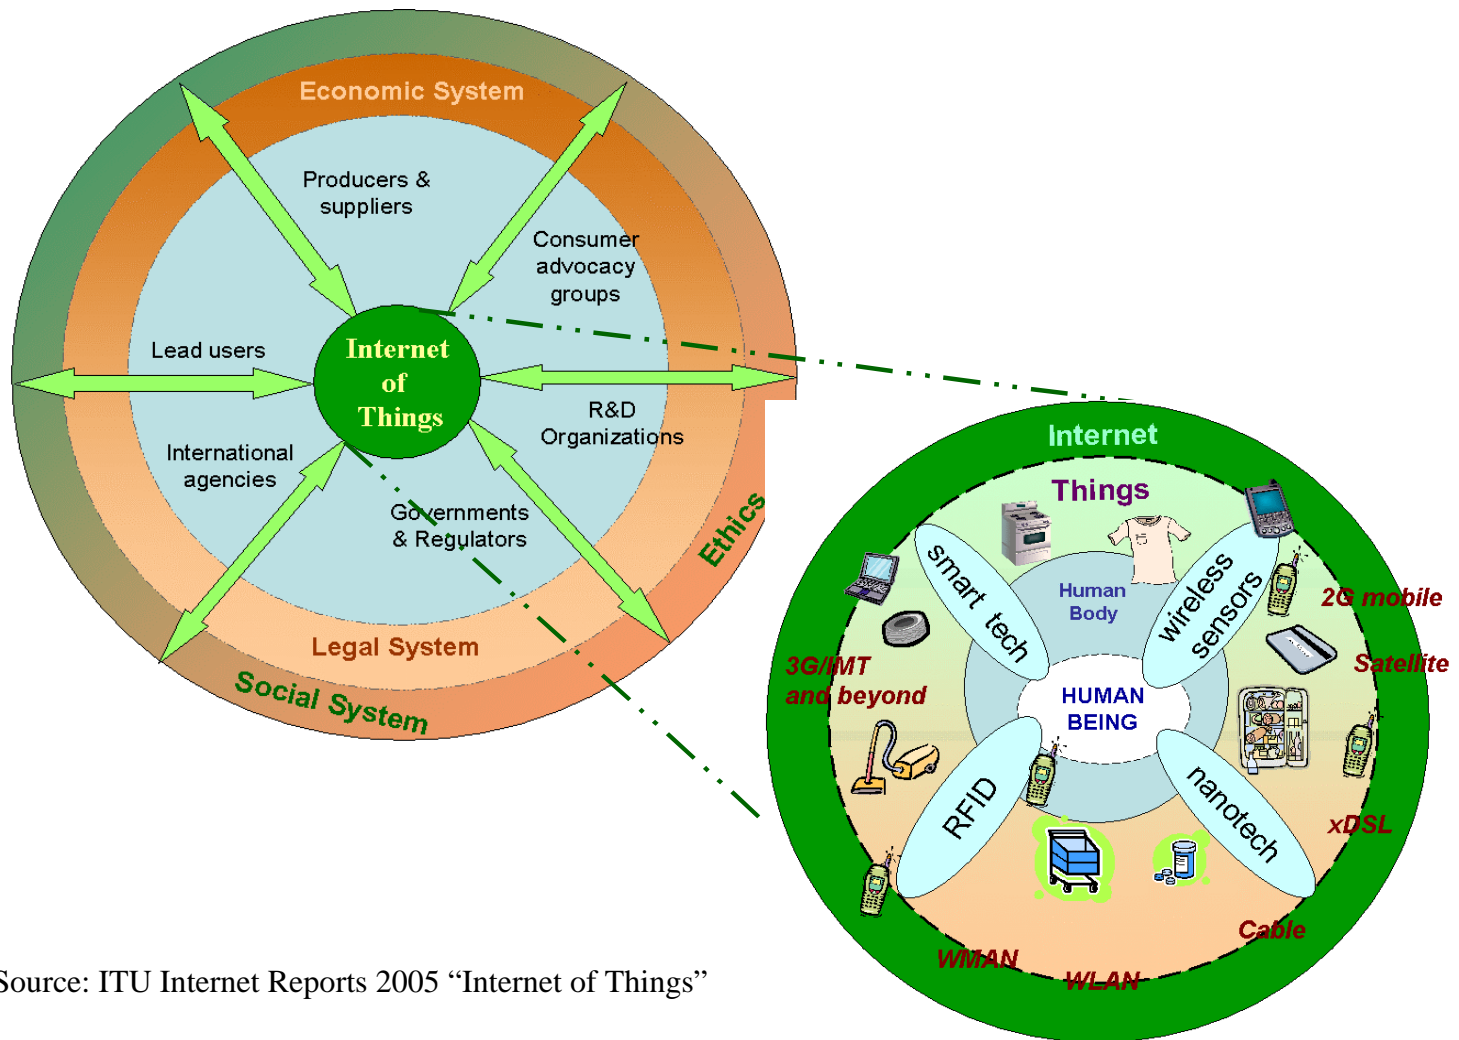 Economic System
Producers &
suppliers
Consumer
advocacy
groups
Lead users
Internet
of
Things
R&D
Organizations
International
agencies
Governments
& Regulators
Ethics
Legal System
Social System
Internet
Things
smart tech
wireless
sensors
Human
Body
2G mobile
3G/IMT
and beyond
Satellite
HUMAN
BEING
RFID
nanotech
xDSL
Cable
WMAN
WLAN
Source: ITU Internet Reports 2005 “Internet of Things”